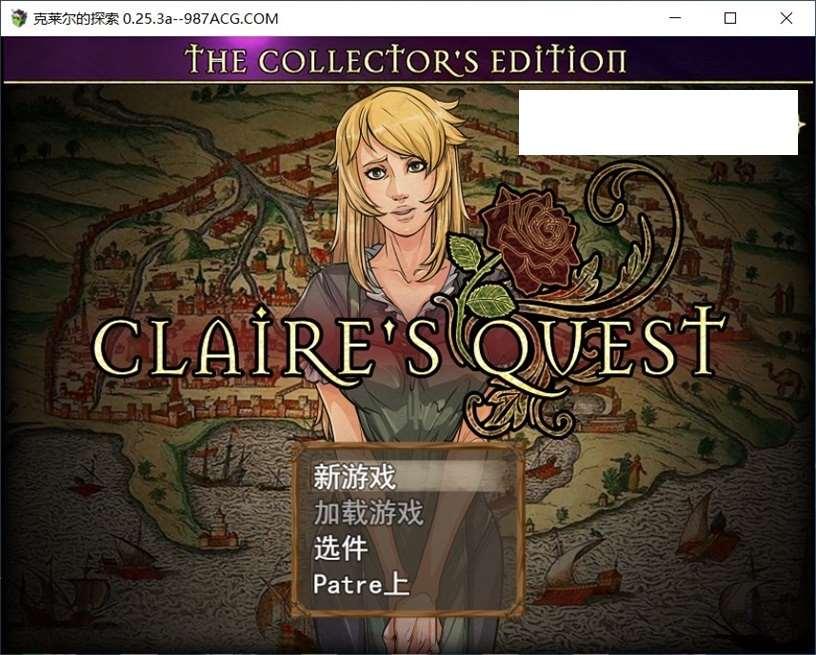 克莱尔的探索 0.25.3a--987ACG.COM
THE COLLECTOR'S EDITION
CLAIRE'S QUEST
新游戏
加载游戏
选件
Patre上